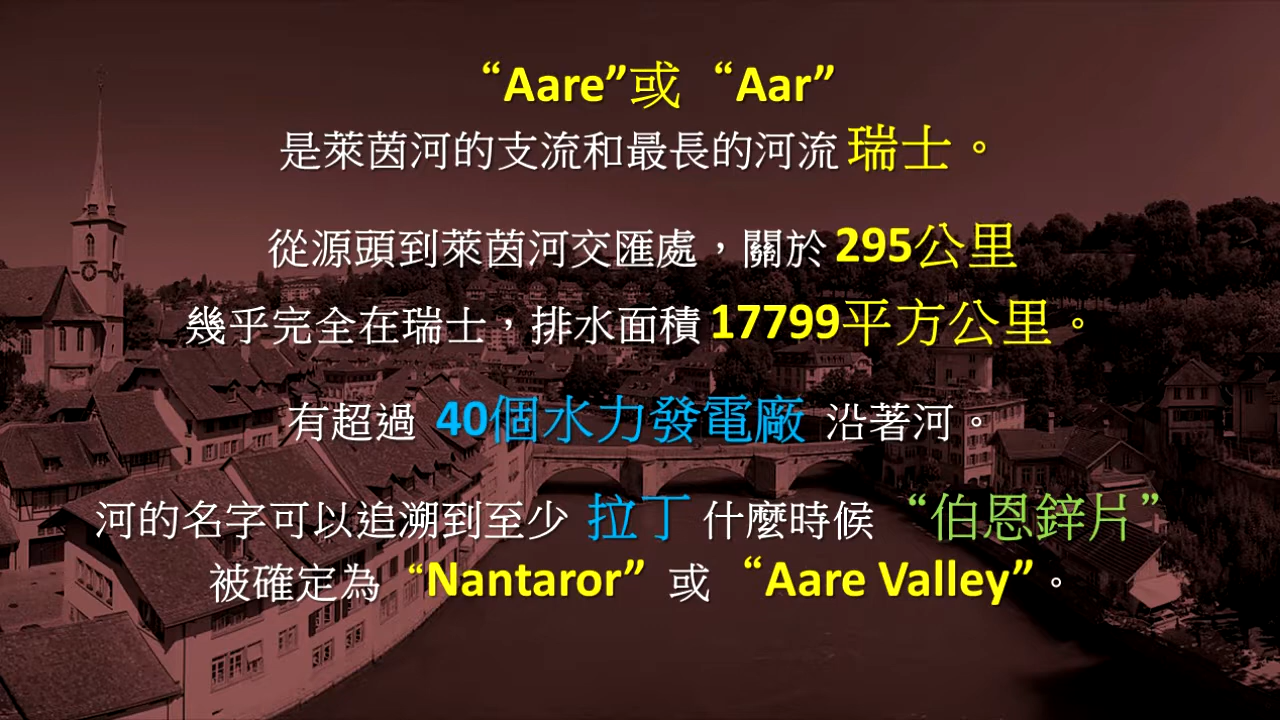 “Aare”或 “Aar”
是萊茵河的支流和最長的河流 瑞士。
從源頭到萊茵河交匯處，關於 295公里
幾乎完全在瑞士，排水面積 17799平方公里。
有超過 40個水力發電廠 沿著河。
河的名字可以追溯到至少 拉丁 什麼時候 “伯恩鋅片”
被確定為 “Nantaror” 或 “Aare Valley”。